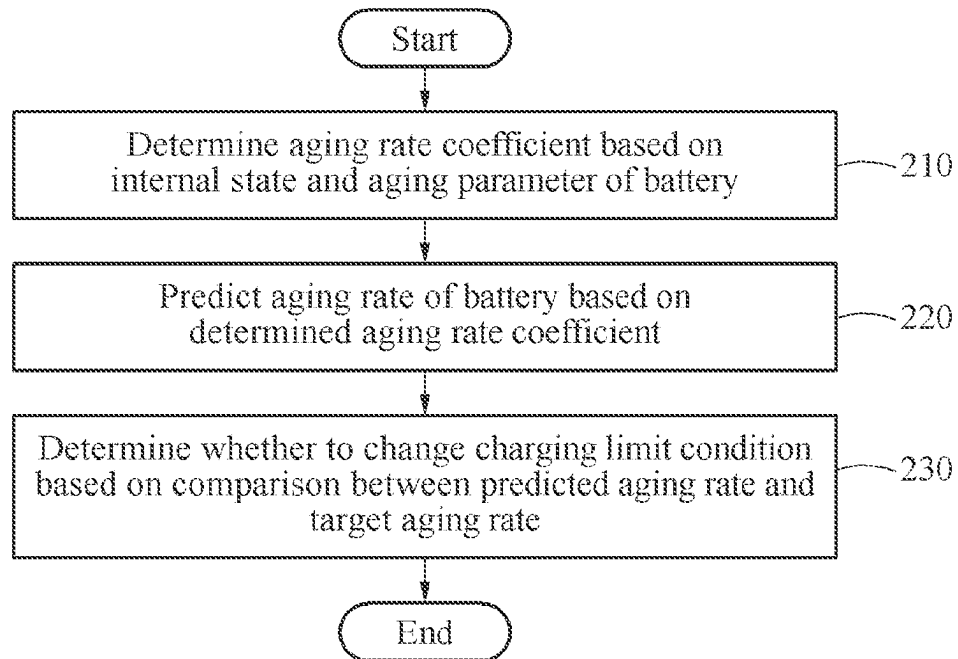 Start
Determine aging rate coefficient based on
internal state and aging parameter of battery
210
Predict aging rate of battery based on
determined aging rate coefficient
220
Determine whether to change charging limit condition
based on comparison between predicted aging rate and
target aging rate
230
End